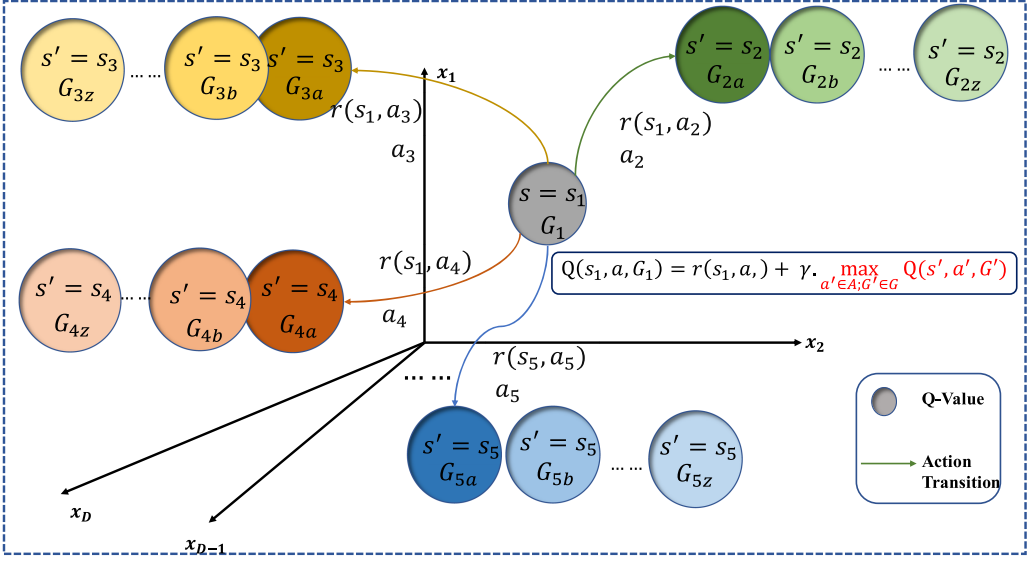 s′ = s₃
G₃z
... ...
s′ = s₃
G₃b
s′ = s₃
G₃a
x₁
s′ = s₂
G₂a
s′ = s₂
G₂b
... ...
s′ = s₂
G₂z
r(s₁, a₃)
a₃
r(s₁, a₂)
a₂
s = s₁
G₁
s′ = s₄
G₄z
... ...
s′ = s₄
G₄b
s′ = s₄
G₄a
r(s₁, a₄)
a₄
Q(s₁, a, G₁) = r(s₁, a,) + γ. max Q(s′, a′, G′)
a′∈A;G′∈G
x₂
r(s₅, a₅)
a₅
... ...
s′ = s₅
G₅a
s′ = s₅
G₅b
... ...
s′ = s₅
G₅z
Q-Value
Action
Transition
x_D
x_D−1